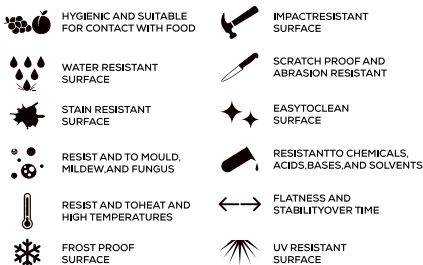 HYGIENIC AND SUITABLE
FOR CONTACT WITH FOOD
WATER RESISTANT
SURFACE
STAIN RESISTANT
SURFACE
RESIST AND TO MOULD,
MILDEW,AND FUNGUS
RESIST AND TOHEAT AND
HIGH TEMPERATURES
FROST PROOF
SURFACE
IMPACTRESISTANT
SURFACE
SCRATCH PROOF AND
ABRASION RESISTANT
EASYTOCLEAN
SURFACE
RESISTANTTO CHEMICALS,
ACIDS,BASES,AND SOLVENTS
FLATNESS AND
STABILITYOVER TIME
UV RESISTANT
SURFACE